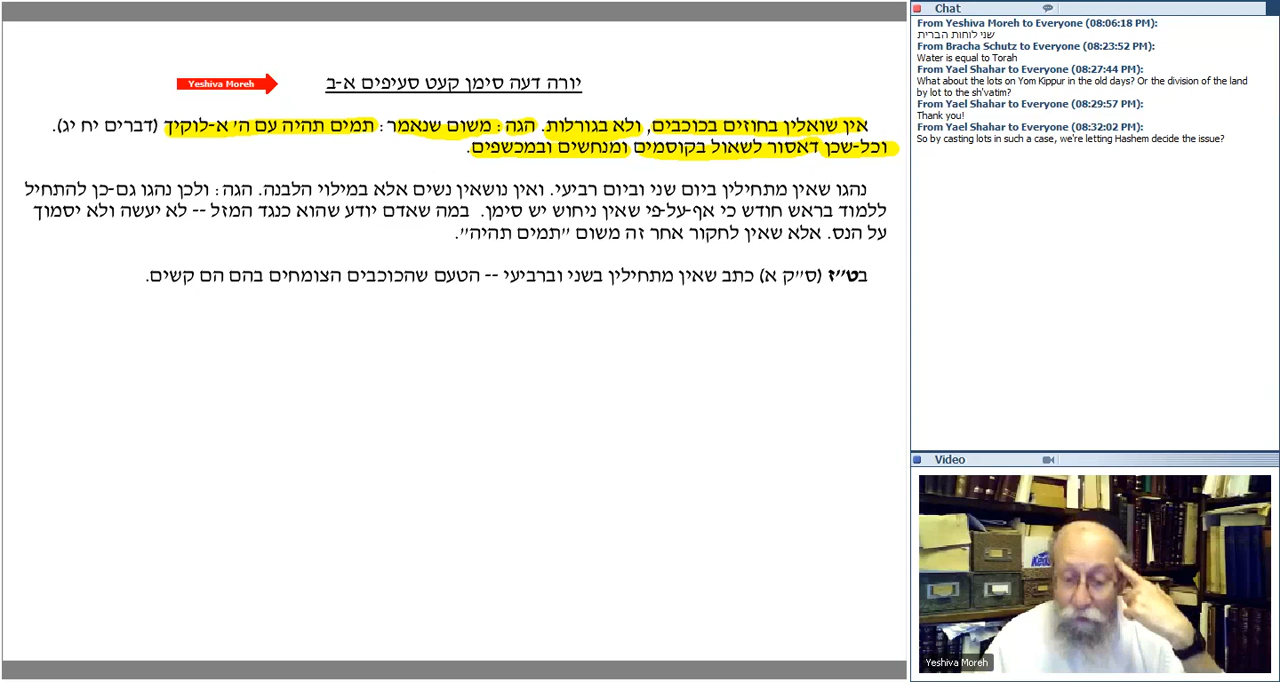 Yeshiva Moreh
יורה דעה סימן קעט סעיפים א-ב
אין שואלין בחוזים בכוכבים, ולא בגורלות. הגה: משום שנאמר: תמים תהיה עם ה׳ א-לוקיך (דברים יח יג).
וכל-שכן דאסור לשאול בקוסמים ומנחשים ובמכשפים.
נהגו שאין מתחילין ביום שני וביום רביעי. ואין נושאין נשים אלא במילוי הלבנה. הגה: ולכן נהגו גם-כן להתחיל
ללמוד בראש חודש כי אף-על-פי שאין ניחוש יש סימן. במה שאדם יודע שהוא כנגד המזל -- לא יעשה ולא יסמוך
על הנס. אלא שאין לחקור אחר זה משום ״תמים תהיה״.
בט״ז (ס״ק א) כתב שאין מתחילין בשני וברביעי -- הטעם שהכוכבים הצומחים בהם הם קשים.
Chat
From Yeshiva Moreh to Everyone (08:06:18 PM):
שני לוחות הברית
From Bracha Schutz to Everyone (08:23:52 PM):
Water is equal to Torah
From Yael Shahar to Everyone (08:27:44 PM):
What about the lots on Yom Kippur in the old days? Or the division of the land
by lot to the sh'vatim?
From Yael Shahar to Everyone (08:29:57 PM):
Thank you!
From Yael Shahar to Everyone (08:32:02 PM):
So by casting lots in such a case, we're letting Hashem decide the issue?
Video
Yeshiva Moreh